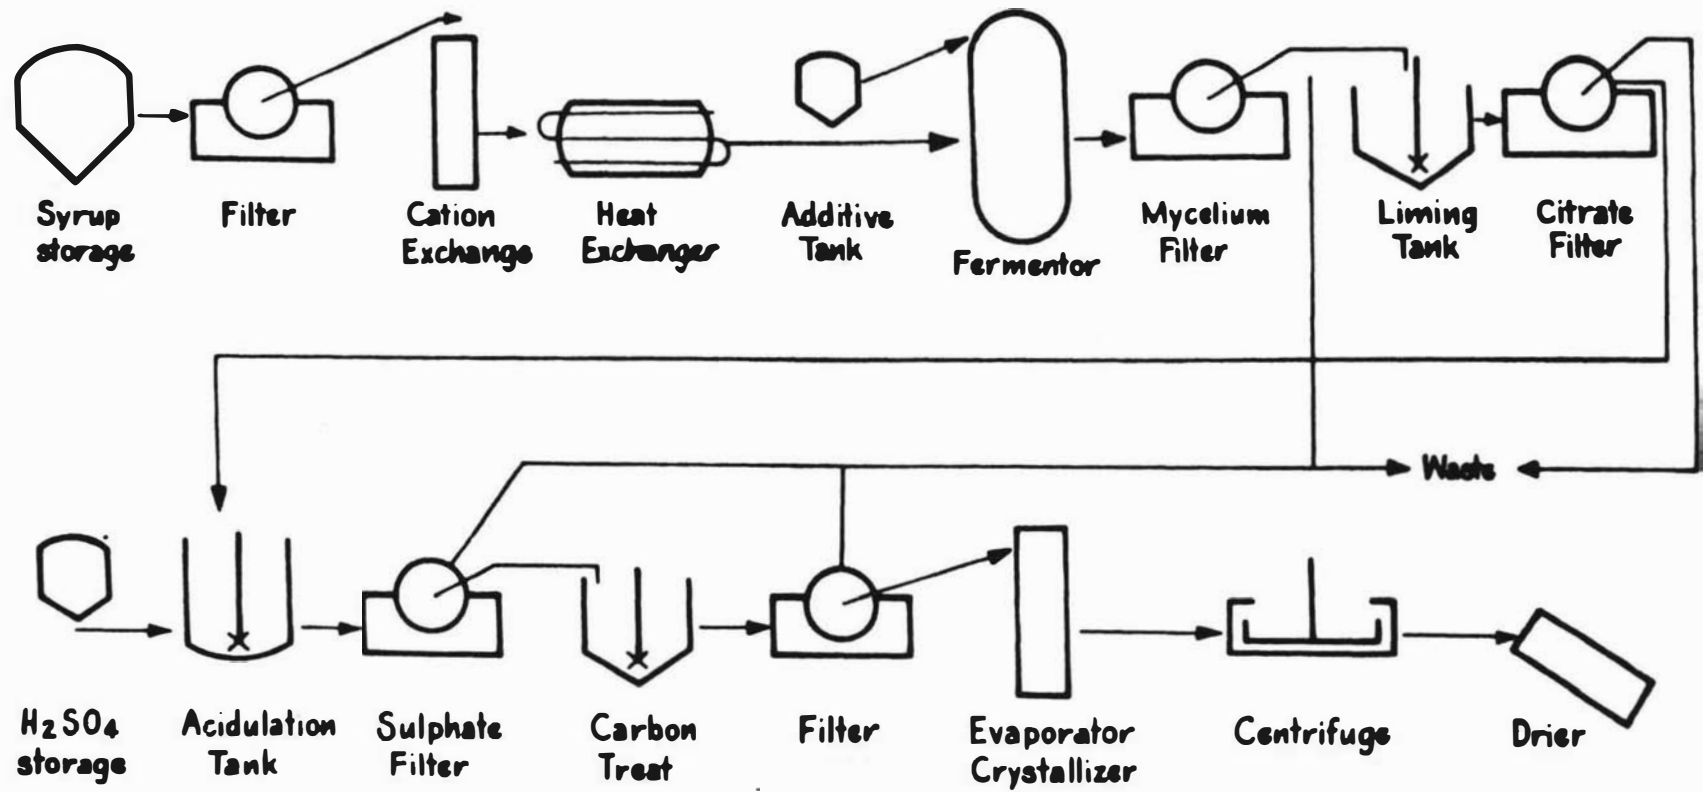 Syrup
storage
Filter
Cation
Exchange
Heat
Exchanger
Additive
Tank
Fermentor
Mycelium
Filter
Liming
Tank
Citrate
Filter
Waste
H2SO4
storage
Acidulation
Tank
Sulphate
Filter
Carbon
Treat
Filter
Evaporator
Crystallizer
Centrifuge
Drier